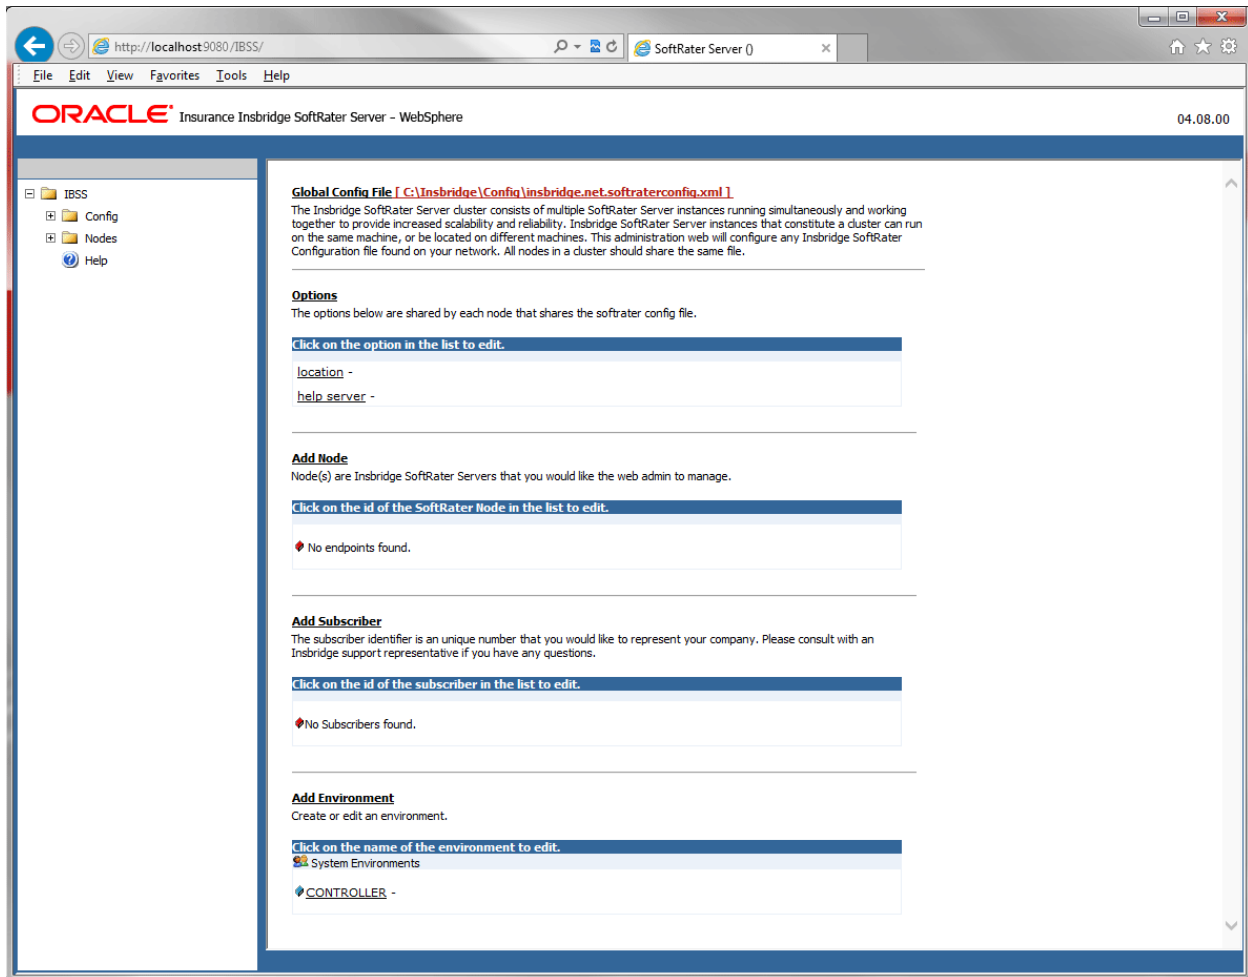 http://localhost:9080/IBSS/
SoftRater Server ()
File Edit View Favorites Tools Help
ORACLE Insurance Insbridge SoftRater Server - WebSphere
04.08.00
IBSS
Config
Nodes
Help
Global Config File [ C:\Insbridge\Config\insbridge.net.softraterconfig.xml ]
The Insbridge SoftRater Server cluster consists of multiple SoftRater Server instances running simultaneously and working
together to provide increased scalability and reliability. Insbridge SoftRater Server instances that constitute a cluster can run
on the same machine, or be located on different machines. This administration web will configure any Insbridge SoftRater
Configuration file found on your network. All nodes in a cluster should share the same file.
Options
The options below are shared by each node that shares the softrater config file.
Click on the option in the list to edit.
location -
help server -
Add Node
Node(s) are Insbridge SoftRater Servers that you would like the web admin to manage.
Click on the id of the SoftRater Node in the list to edit.
No endpoints found.
Add Subscriber
The subscriber identifier is an unique number that you would like to represent your company. Please consult with an
Insbridge support representative if you have any questions.
Click on the id of the subscriber in the list to edit.
No Subscribers found.
Add Environment
Create or edit an environment.
Click on the name of the environment to edit.
System Environments
CONTROLLER -